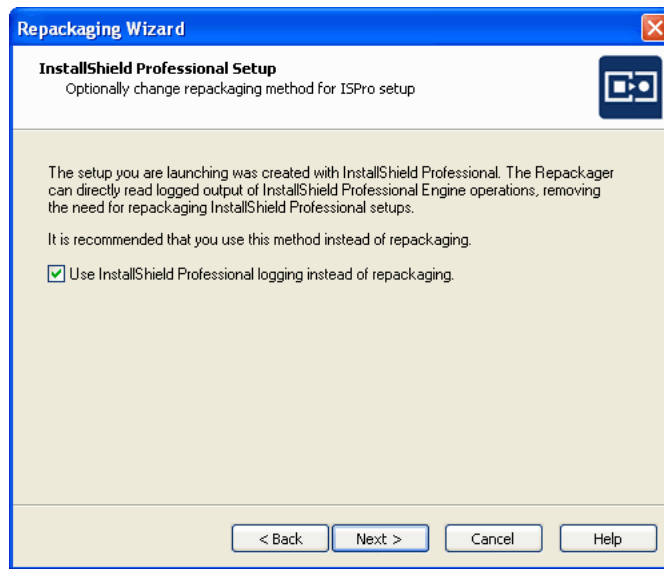 Repackaging Wizard
InstallShield Professional Setup
Optionally change repackaging method for ISPro setup
The setup you are launching was created with InstallShield Professional. The Repackager
can directly read logged output of InstallShield Professional Engine operations, removing
the need for repackaging InstallShield Professional setups.
It is recommended that you use this method instead of repackaging.
Use InstallShield Professional logging instead of repackaging.
< Back Next > Cancel Help